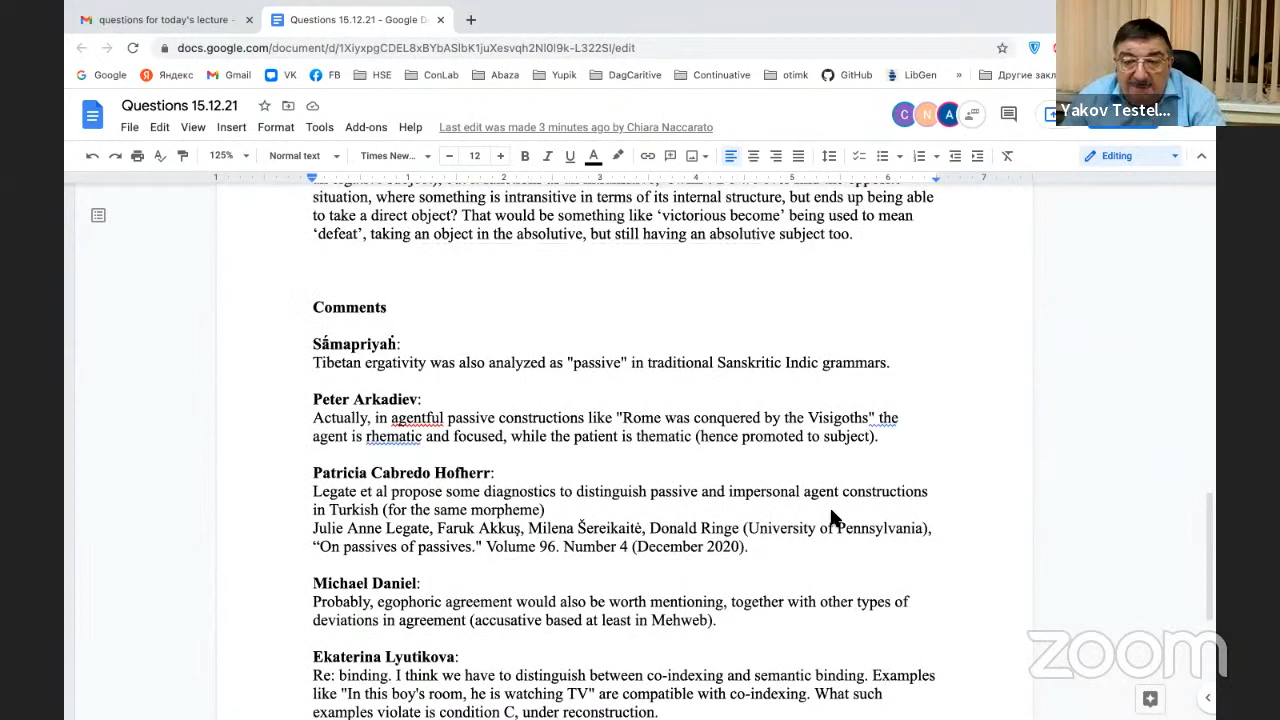 questions for today's lecture -
Questions 15.12.21 - Google D
docs.google.com/document/d/1XiyxpgCDEL8xBYbASlbK1juXesvqh2Nl0l9k-L322SI/edit
Google Яндекс Gmail VK FB HSE ConLab Abaza Yupik DagCaritive Continuative otimk GitHub LibGen » Другие закл
Yakov Testel...
Questions 15.12.21
File Edit View Insert Format Tools Add-ons Help Last edit was made 3 minutes ago by Chiara Naccarato
C N A
125% Normal text Times New... 12 B I U A Editing
1 1 2 3 4 5 6 7
situation, where something is intransitive in terms of its internal structure, but ends up being able
to take a direct object? That would be something like ‘victorious become’ being used to mean
‘defeat’, taking an object in the absolutive, but still having an absolutive subject too.
Comments
Sā́mapriyaḣ:
Tibetan ergativity was also analyzed as "passive" in traditional Sanskritic Indic grammars.
Peter Arkadiev:
Actually, in agentful passive constructions like "Rome was conquered by the Visigoths" the
agent is rhematic and focused, while the patient is thematic (hence promoted to subject).
Patricia Cabredo Hofherr:
Legate et al propose some diagnostics to distinguish passive and impersonal agent constructions
in Turkish (for the same morpheme)
Julie Anne Legate, Faruk Akkuş, Milena Šereikaitė, Donald Ringe (University of Pennsylvania),
“On passives of passives." Volume 96. Number 4 (December 2020).
Michael Daniel:
Probably, egophoric agreement would also be worth mentioning, together with other types of
deviations in agreement (accusative based at least in Mehweb).
Ekaterina Lyutikova:
Re: binding. I think we have to distinguish between co-indexing and semantic binding. Examples
like "In this boy's room, he is watching TV" are compatible with co-indexing. What such
examples violate is condition C, under reconstruction.
zoom